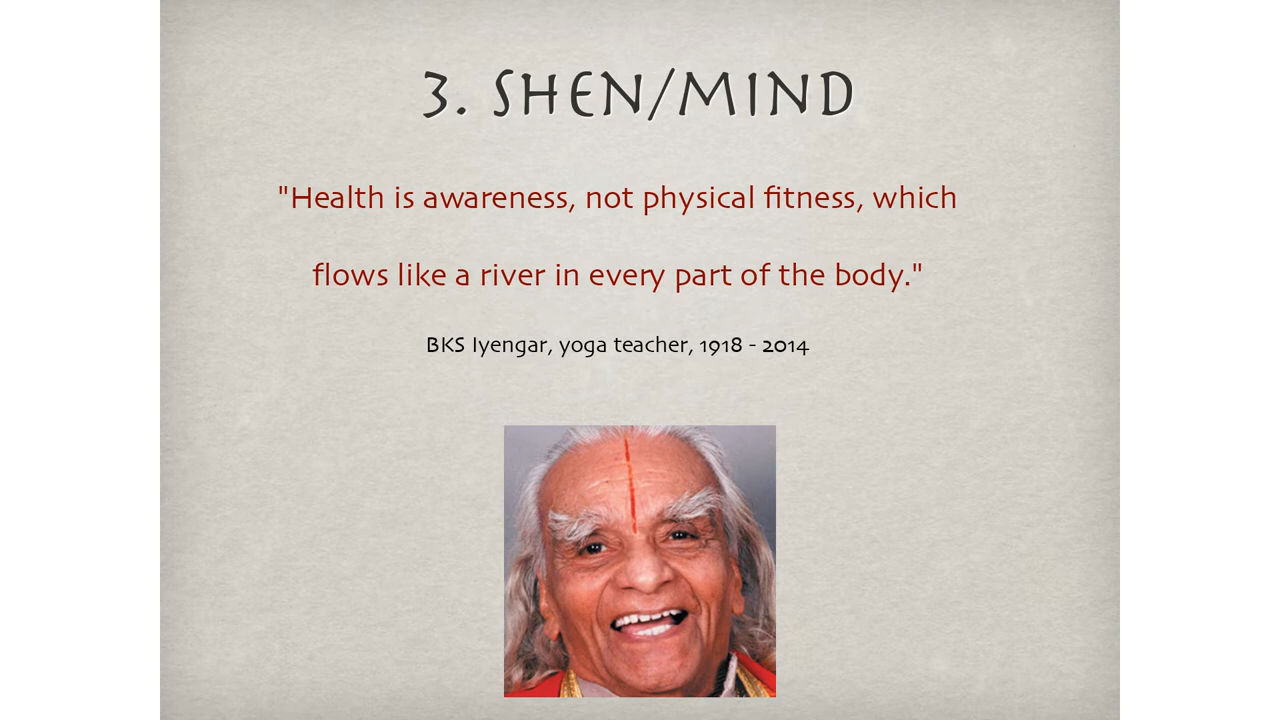 3. SHEN/MIND
"Health is awareness, not physical fitness, which
flows like a river in every part of the body."
BKS Iyengar, yoga teacher, 1918 - 2014